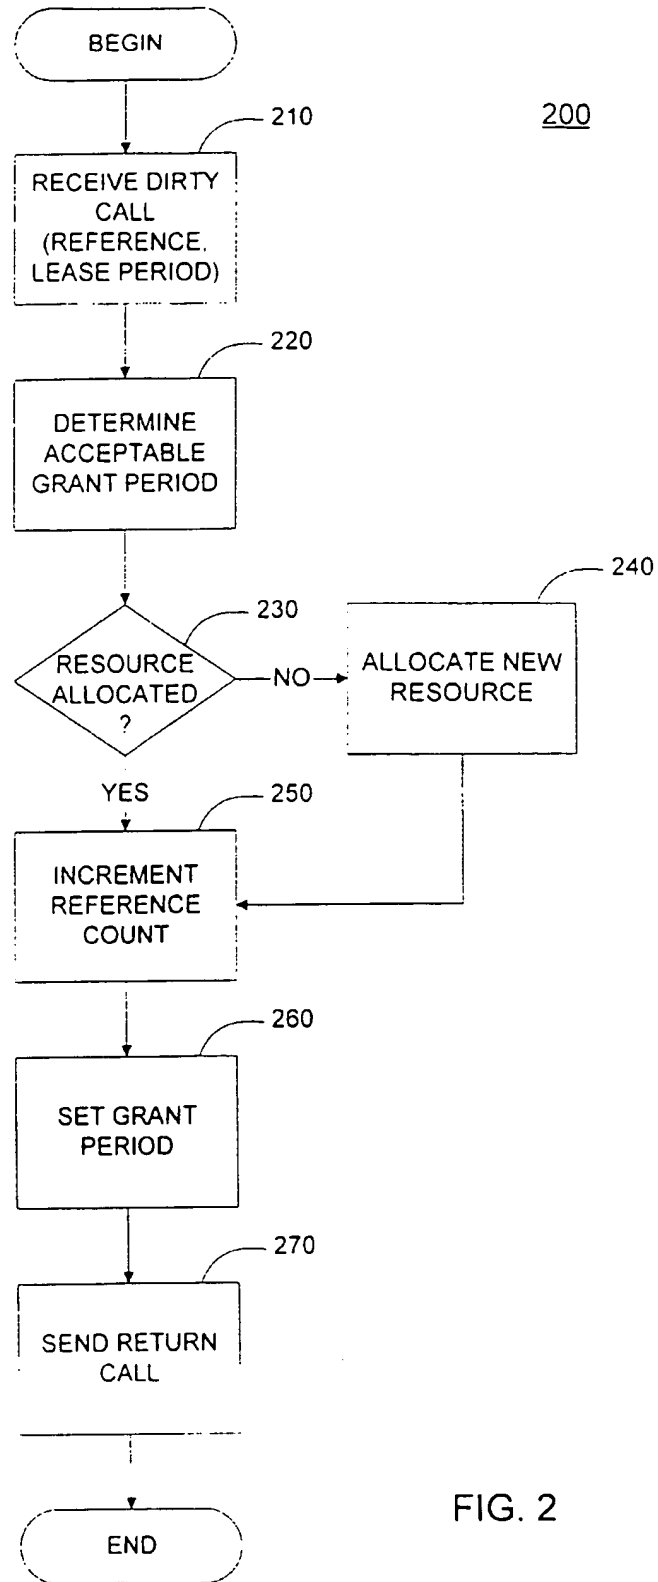 BEGIN
200
210
RECEIVE DIRTY
CALL
(REFERENCE,
LEASE PERIOD)
220
DETERMINE
ACCEPTABLE
GRANT PERIOD
230
RESOURCE
ALLOCATED
?
NO
240
ALLOCATE NEW
RESOURCE
YES
250
INCREMENT
REFERENCE
COUNT
260
SET GRANT
PERIOD
270
SEND RETURN
CALL
END
FIG. 2